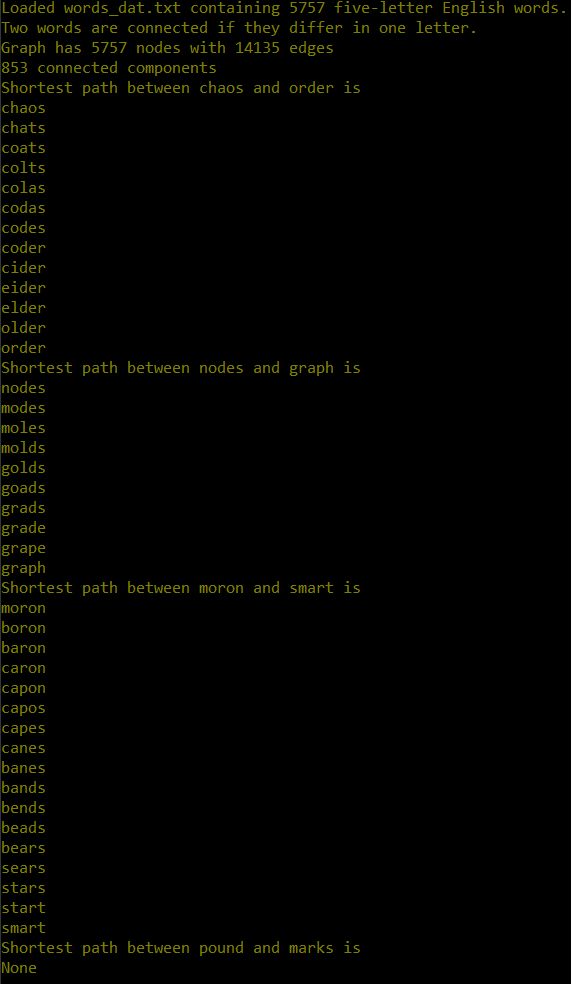 Loaded words_dat.txt containing 5757 five-letter English words.
Two words are connected if they differ in one letter.
Graph has 5757 nodes with 14135 edges
853 connected components
Shortest path between chaos and order is
chaos
chats
coats
colts
colas
codas
codes
coder
cider
eider
elder
older
order
Shortest path between nodes and graph is
nodes
modes
moles
molds
golds
goads
grads
grade
grape
graph
Shortest path between moron and smart is
moron
boron
baron
caron
capon
capos
capes
canes
banes
bands
bends
beads
bears
sears
stars
start
smart
Shortest path between pound and marks is
None